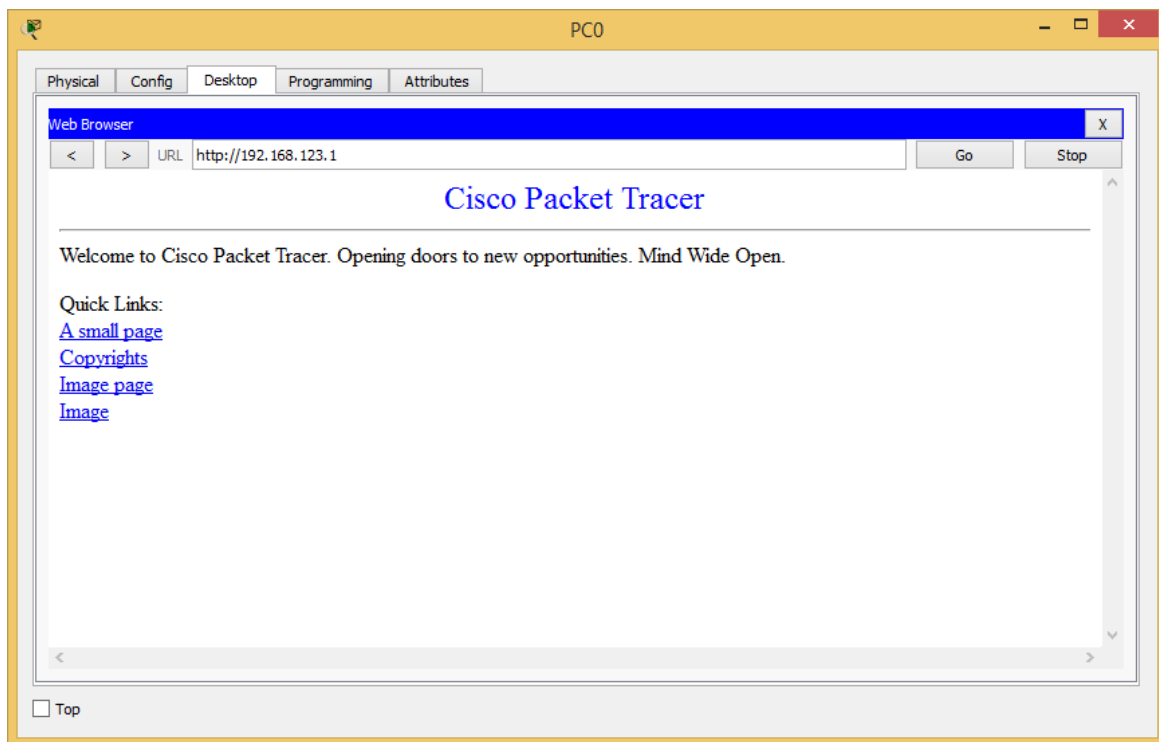 PC0
Physical Config Desktop Programming Attributes
Web Browser X
< > URL http://192.168.123.1 Go Stop
Cisco Packet Tracer
Welcome to Cisco Packet Tracer. Opening doors to new opportunities. Mind Wide Open.
Quick Links:
A small page
Copyrights
Image page
Image
Top